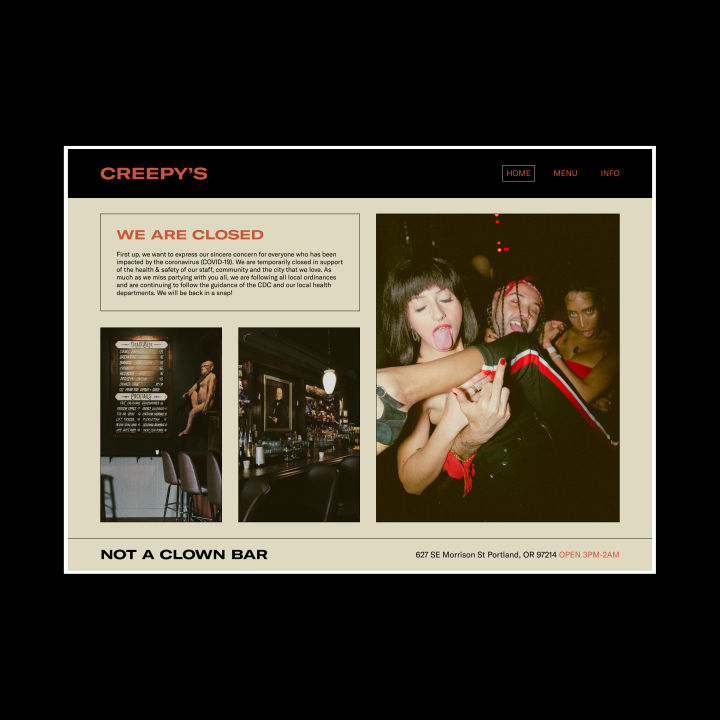 CREEPY'S
HOME MENU INFO
WE ARE CLOSED
First up, we want to express our sincere concern for everyone who has been
impacted by the coronavirus (COVID-19). We are temporarily closed in support
of the health & safety of our staff, community and the city that we love. As
much as we miss partying with you all, we are following all local ordinances
and are continuing to follow the guidance of the CDC and our local health
departments. We will be back in a snap!
COCKTAILS
NOT A CLOWN BAR
627 SE Morrison St Portland, OR 97214 OPEN 3PM-2AM